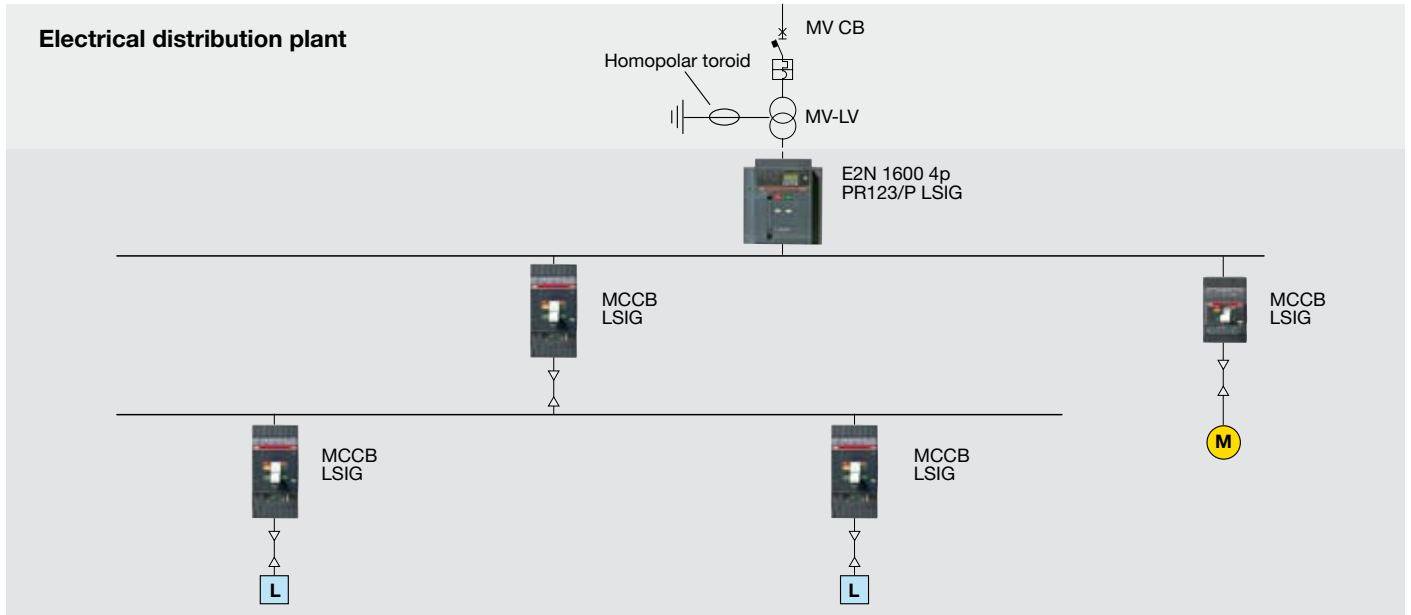 Electrical distribution plant
MV CB
Homopolar toroid
MV-LV
E2N 1600 4p
PR123/P LSIG
MCCB
LSIG
MCCB
LSIG
M
MCCB
LSIG
MCCB
LSIG
L
L